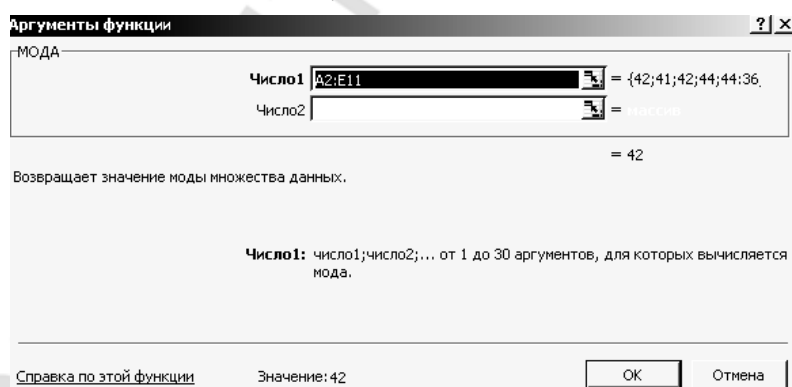 Аргументы функции ? ×
МОДА
Число1 A2:E11 = {42;41;42;44;44:36
Число2 = массив
= 42
Возвращает значение моды множества данных.
Число1: число1;число2;... от 1 до 30 аргументов, для которых вычисляется
мода.
Справка по этой функции Значение:42 OK Отмена